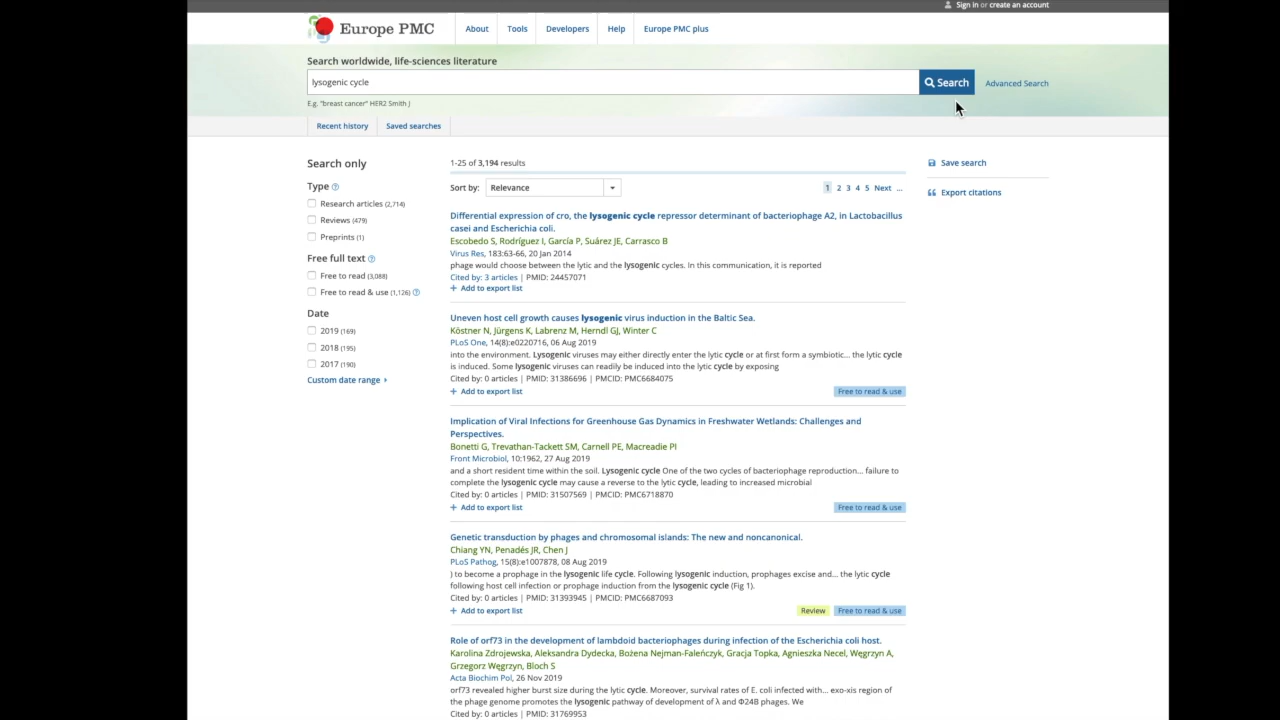 Sign in or create an account
Europe PMC
About
Tools
Developers
Help
Europe PMC plus
Search worldwide, life-sciences literature
lysogenic cycle
Search
Advanced Search
E.g. "breast cancer" HER2 Smith J
Recent history
Saved searches
Search only
Type
Research articles (2,714)
Reviews (479)
Preprints (1)
Free full text
Free to read (3,088)
Free to read & use (1,126)
Date
2019 (169)
2018 (195)
2017 (190)
Custom date range
1-25 of 3,194 results
Sort by: Relevance
1 2 3 4 5 Next ...
Differential expression of cro, the lysogenic cycle repressor determinant of bacteriophage A2, in Lactobacillus
casei and Escherichia coli.
Escobedo S, Rodríguez I, García P, Suárez JE, Carrasco B
Virus Res, 183:63-66, 20 Jan 2014
phage would choose between the lytic and the lysogenic cycles. In this communication, it is reported
Cited by: 3 articles | PMID: 24457071
+ Add to export list
Uneven host cell growth causes lysogenic virus induction in the Baltic Sea.
Köstner N, Jürgens K, Labrenz M, Herndl GJ, Winter C
PLoS One, 14(8):e0220716, 06 Aug 2019
into the environment. Lysogenic viruses may either directly enter the lytic cycle or at first form a symbiotic... the lytic cycle
is induced. Some lysogenic viruses can readily be induced into the lytic cycle by exposing
Cited by: 0 articles | PMID: 31386696 | PMCID: PMC6684075
+ Add to export list
Free to read & use
Implication of Viral Infections for Greenhouse Gas Dynamics in Freshwater Wetlands: Challenges and
Perspectives.
Bonetti G, Trevathan-Tackett SM, Carnell PE, Macreadie PI
Front Microbiol, 10:1962, 27 Aug 2019
and a short resident time within the soil. Lysogenic cycle One of the two cycles of bacteriophage reproduction... failure to
complete the lysogenic cycle may cause a reverse to the lytic cycle, leading to increased microbial
Cited by: 0 articles | PMID: 31507569 | PMCID: PMC6718870
+ Add to export list
Free to read & use
Genetic transduction by phages and chromosomal islands: The new and noncanonical.
Chiang YN, Penadés JR, Chen J
PLoS Pathog, 15(8):e1007878, 08 Aug 2019
) to become a prophage in the lysogenic life cycle. Following lysogenic induction, prophages excise and... the lytic cycle
following host cell infection or prophage induction from the lysogenic cycle (Fig 1).
Cited by: 0 articles | PMID: 31393945 | PMCID: PMC6687093
+ Add to export list
Review
Free to read & use
Role of orf73 in the development of lambdoid bacteriophages during infection of the Escherichia coli host.
Karolina Zdrojewska, Aleksandra Dydecka, Bożena Nejman-Faleńczyk, Gracja Topka, Agnieszka Necel, Węgrzyn A,
Grzegorz Węgrzyn, Bloch S
Acta Biochim Pol, 26 Nov 2019
orf73 revealed higher burst size during the lytic cycle. Moreover, survival rates of E. coli infected with... exo-xis region of
the phage genome promotes the lysogenic pathway of development of λ and Φ24B phages. We
Cited by: 0 articles | PMID: 31769953
Save search
Export citations